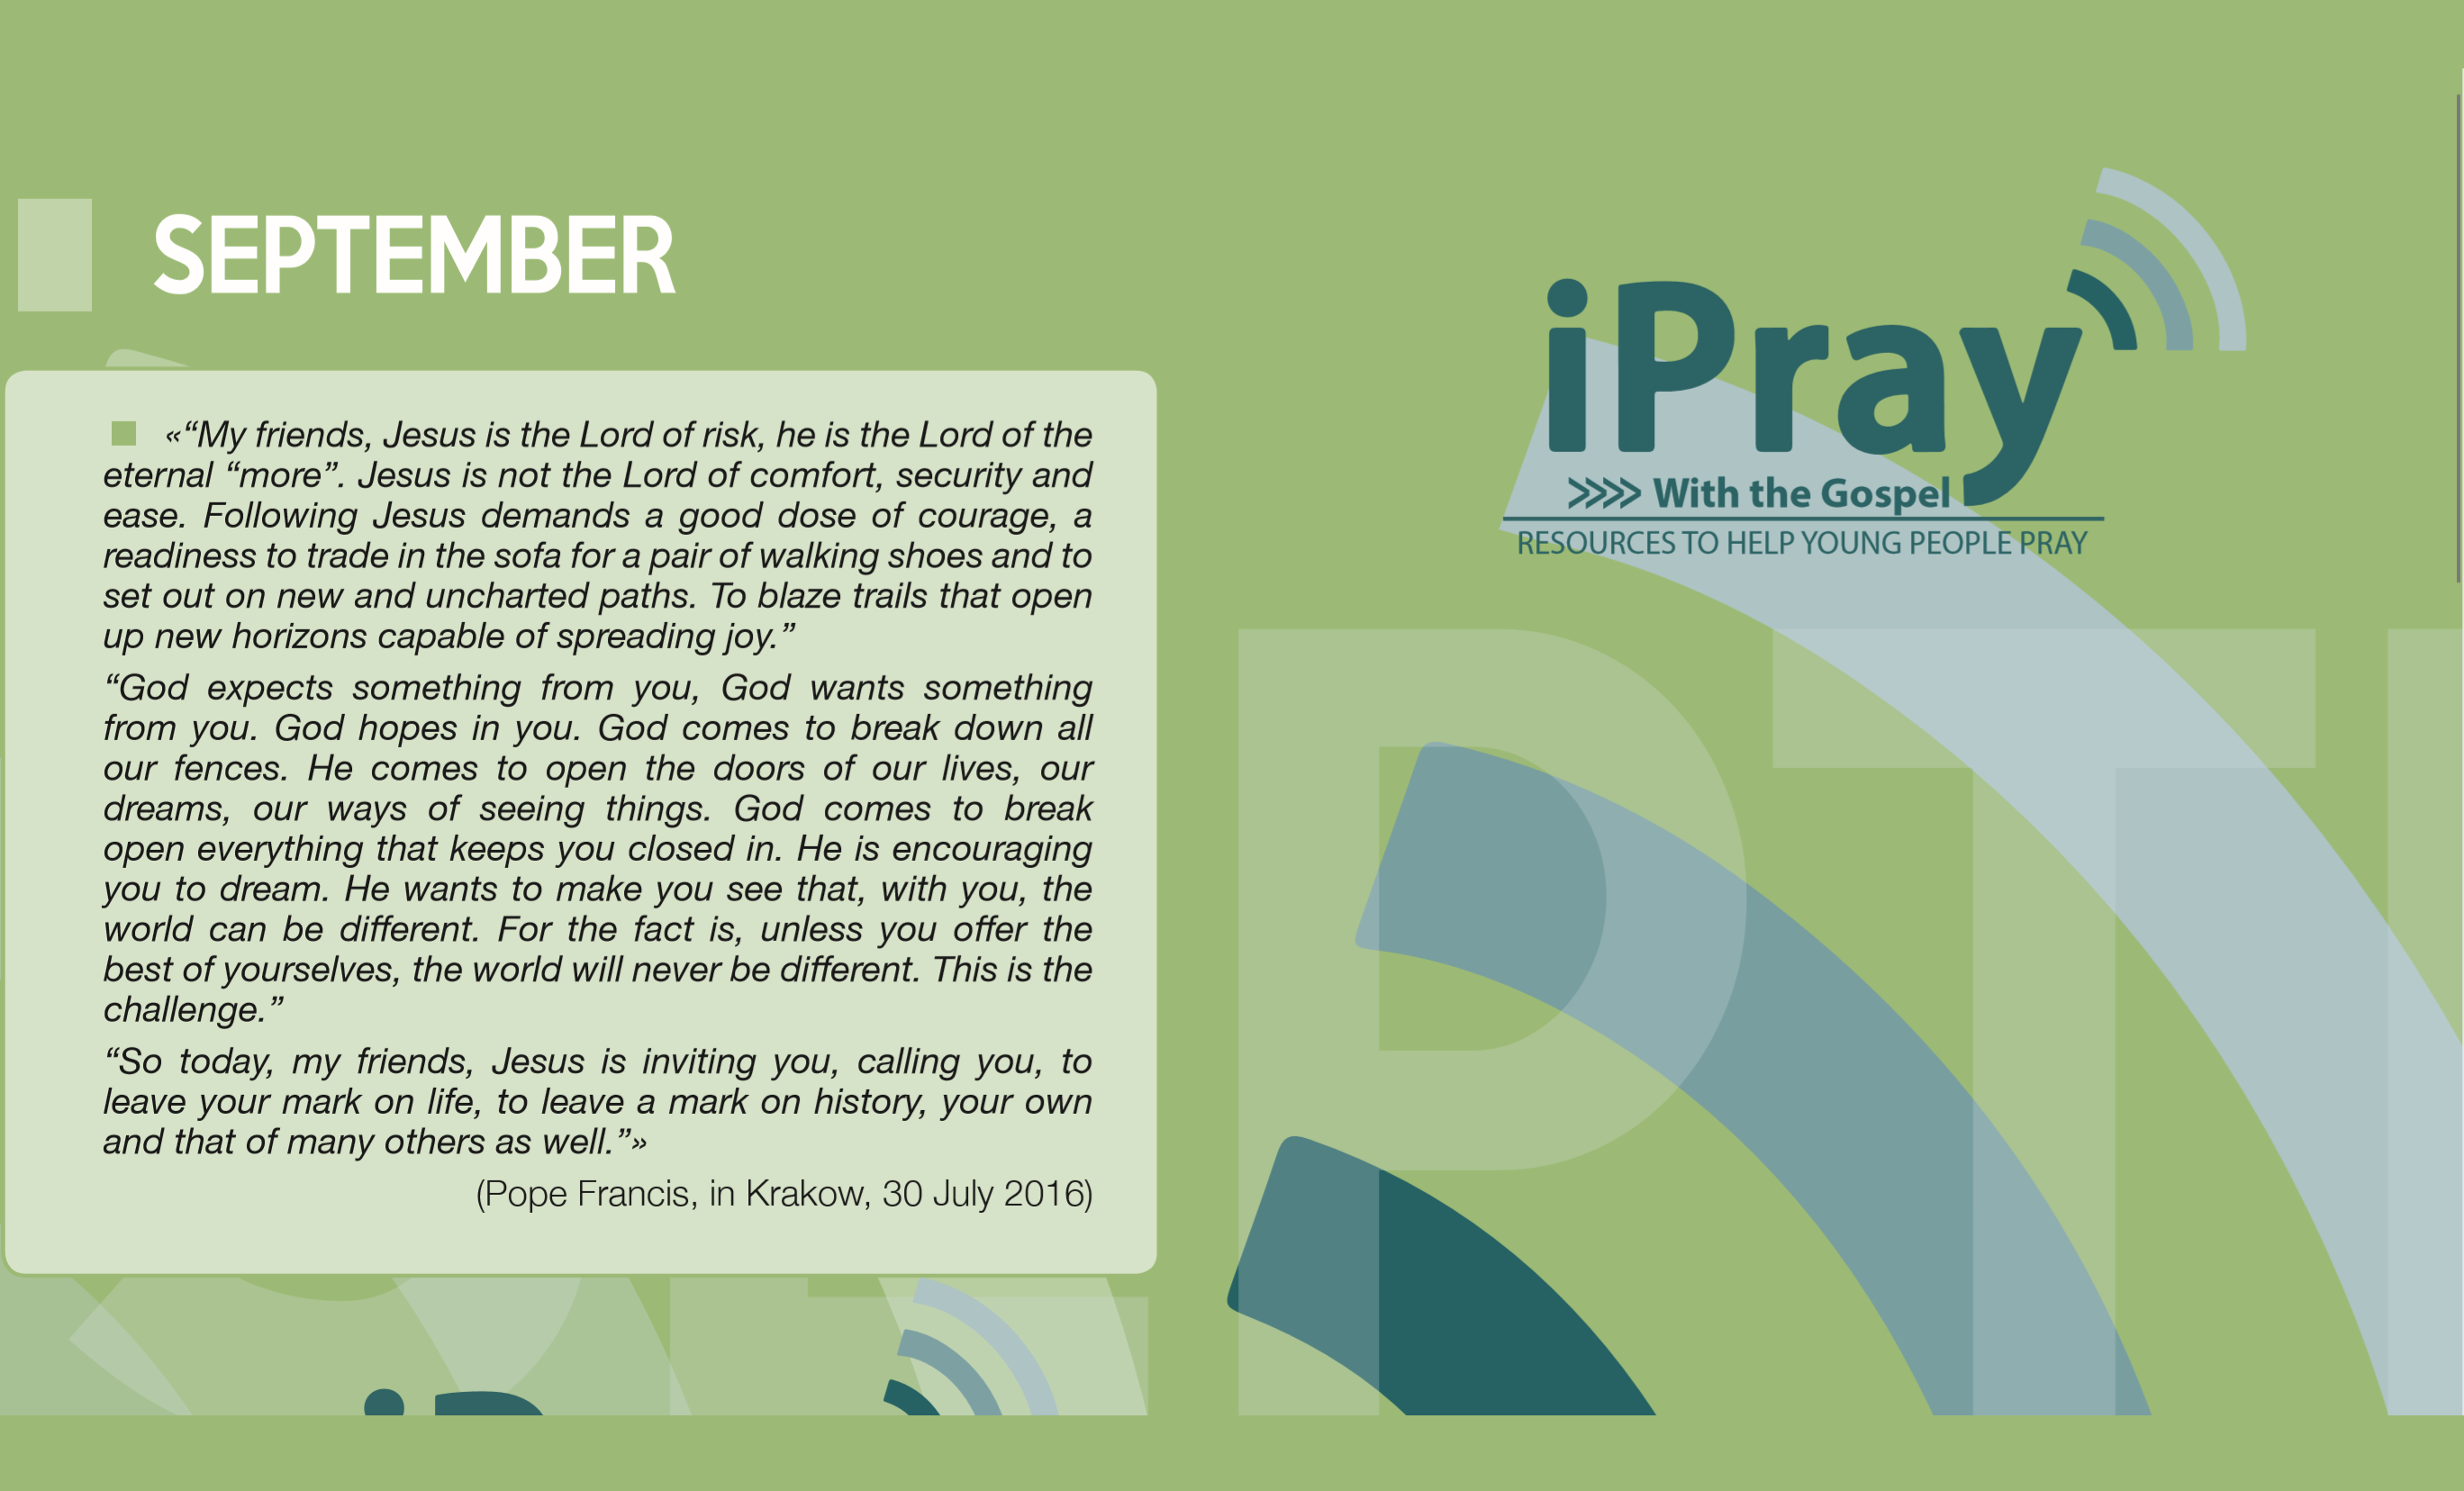 SEPTEMBER
«“My friends, Jesus is the Lord of risk, he is the Lord of the
eternal “more”. Jesus is not the Lord of comfort, security and
ease. Following Jesus demands a good dose of courage, a
readiness to trade in the sofa for a pair of walking shoes and to
set out on new and uncharted paths. To blaze trails that open
up new horizons capable of spreading joy.”
“God expects something from you, God wants something
from you. God hopes in you. God comes to break down all
our fences. He comes to open the doors of our lives, our
dreams, our ways of seeing things. God comes to break
open everything that keeps you closed in. He is encouraging
you to dream. He wants to make you see that, with you, the
world can be different. For the fact is, unless you offer the
best of yourselves, the world will never be different. This is the
challenge.”
“So today, my friends, Jesus is inviting you, calling you, to
leave your mark on life, to leave a mark on history, your own
and that of many others as well.”»
(Pope Francis, in Krakow, 30 July 2016)
iPray
With the Gospel
RESOURCES TO HELP YOUNG PEOPLE PRAY